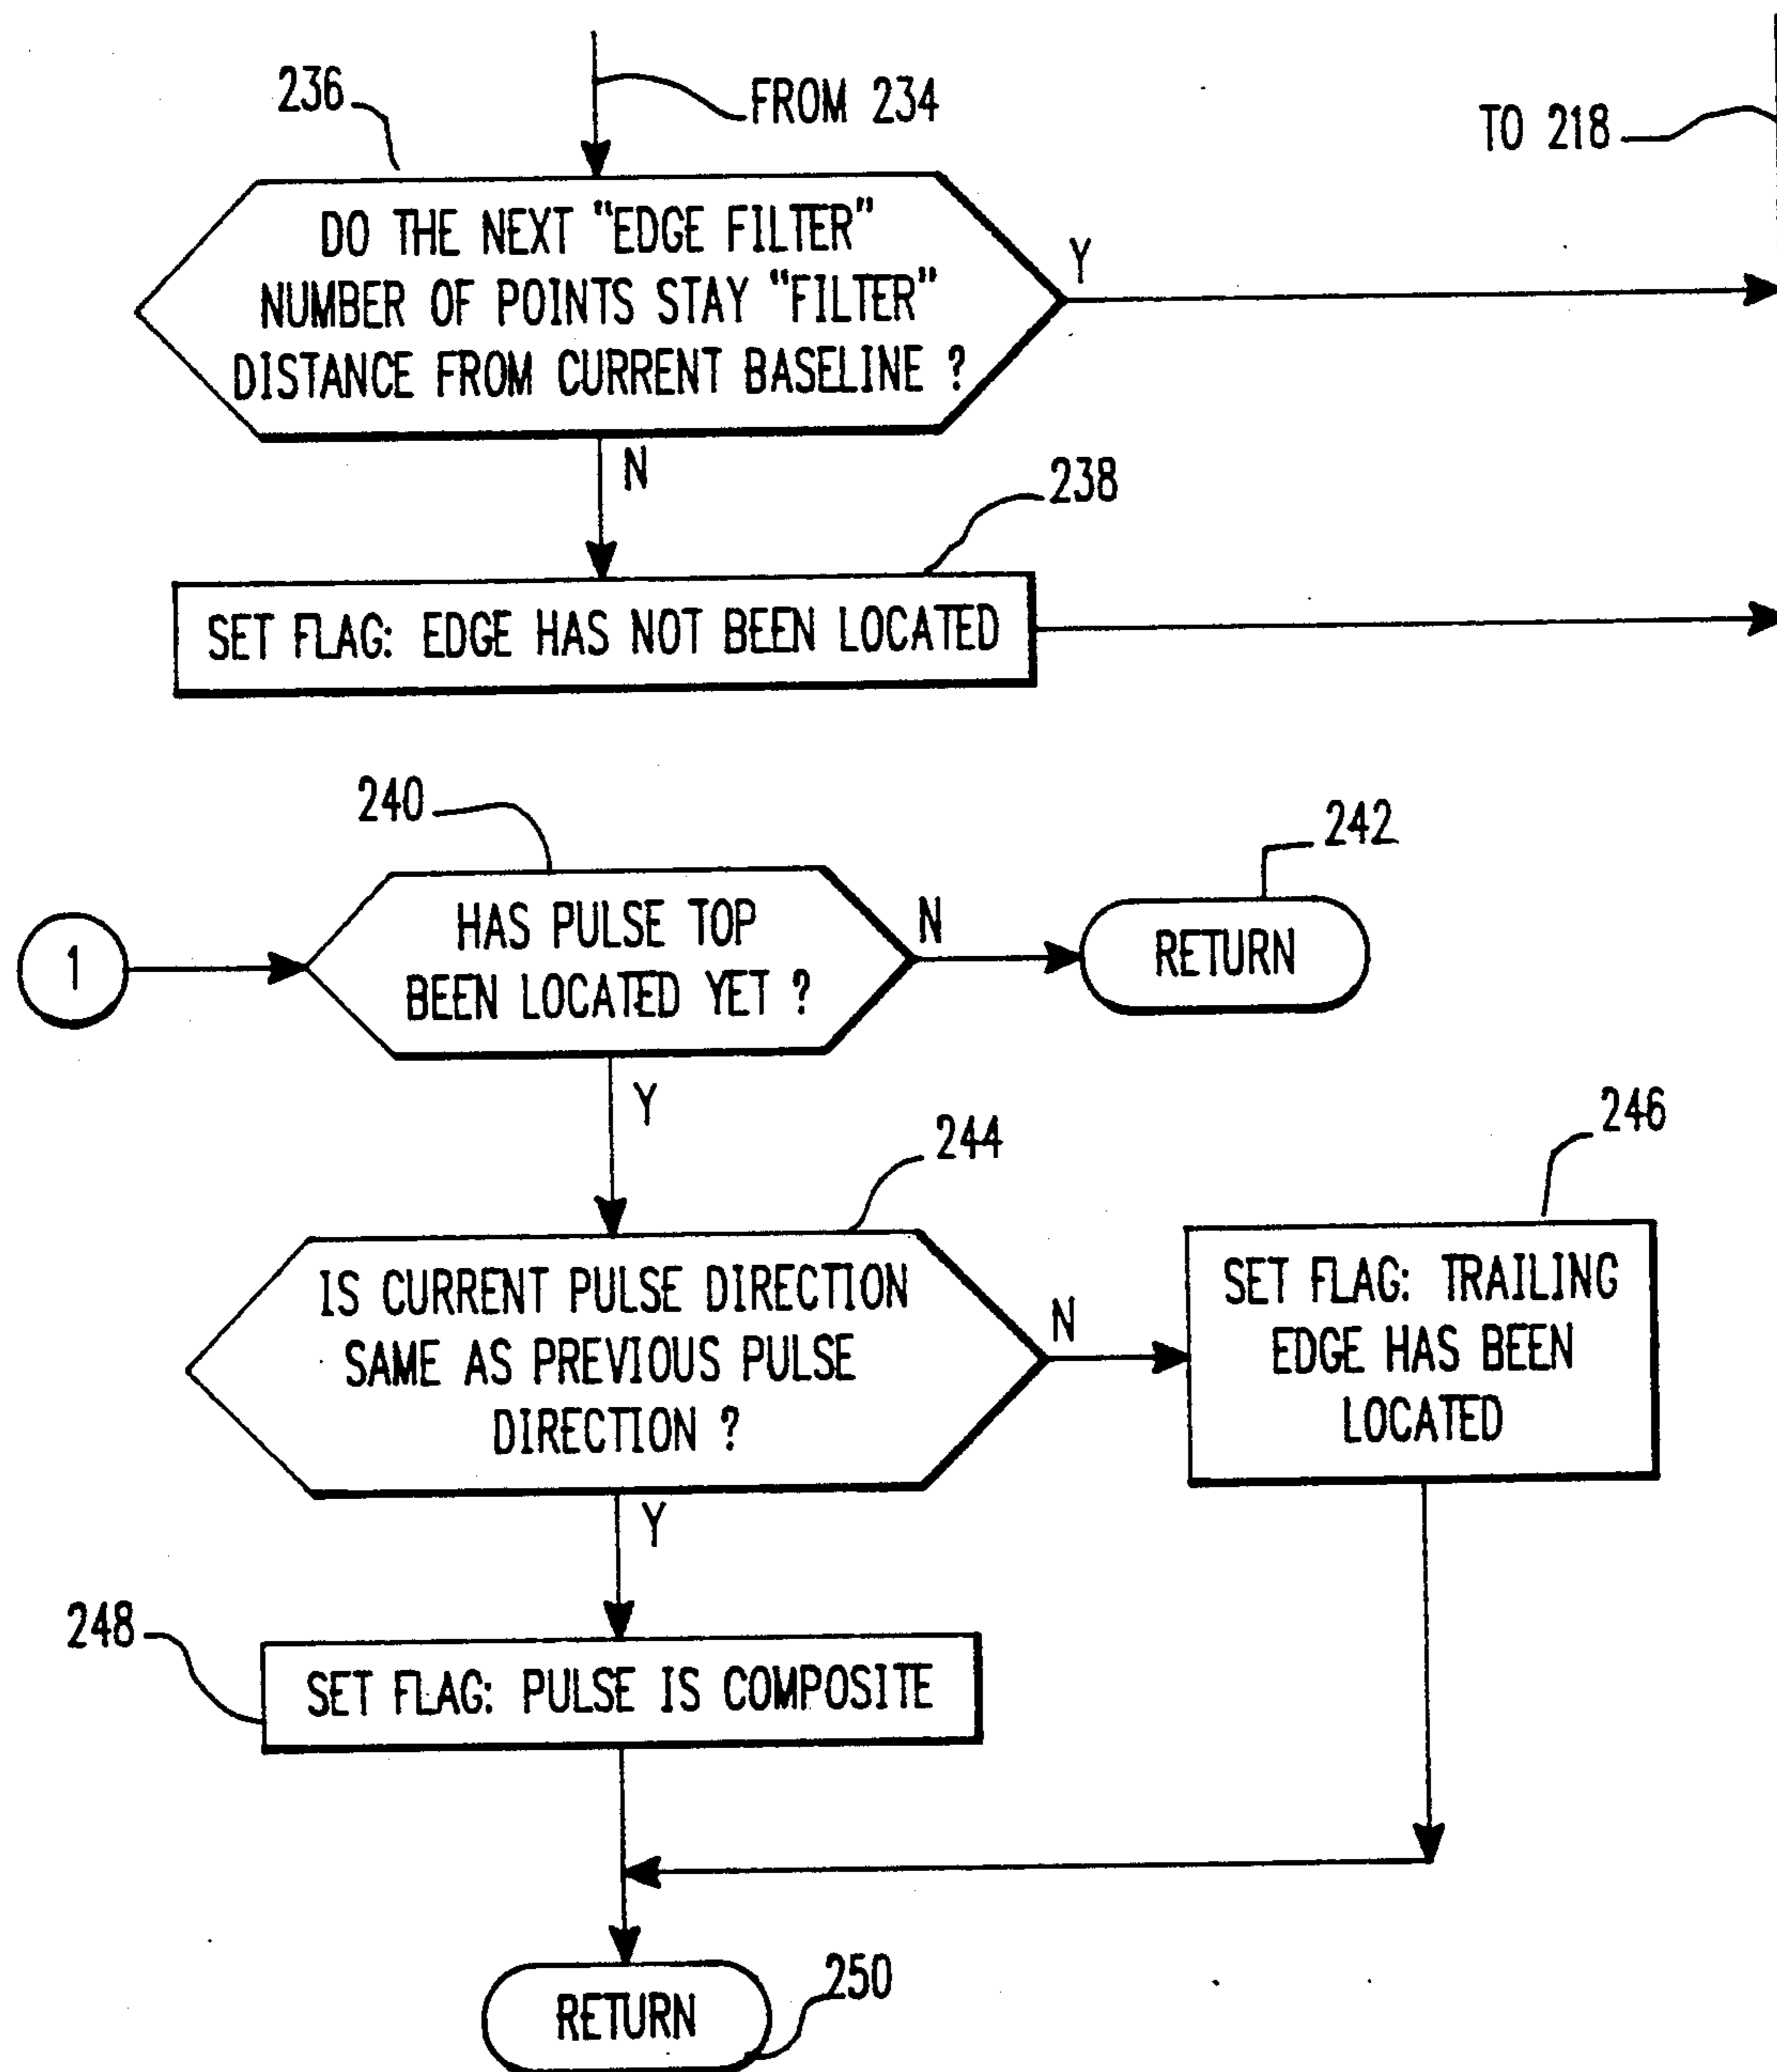 236
FROM 234
TO 218
DO THE NEXT "EDGE FILTER"
NUMBER OF POINTS STAY "FILTER"
DISTANCE FROM CURRENT BASELINE ?
Y
N
238
SET FLAG: EDGE HAS NOT BEEN LOCATED
240
242
1
HAS PULSE TOP
BEEN LOCATED YET ?
N
RETURN
Y
244
246
IS CURRENT PULSE DIRECTION
SAME AS PREVIOUS PULSE
DIRECTION ?
N
SET FLAG: TRAILING
EDGE HAS BEEN
LOCATED
Y
248
SET FLAG: PULSE IS COMPOSITE
250
RETURN